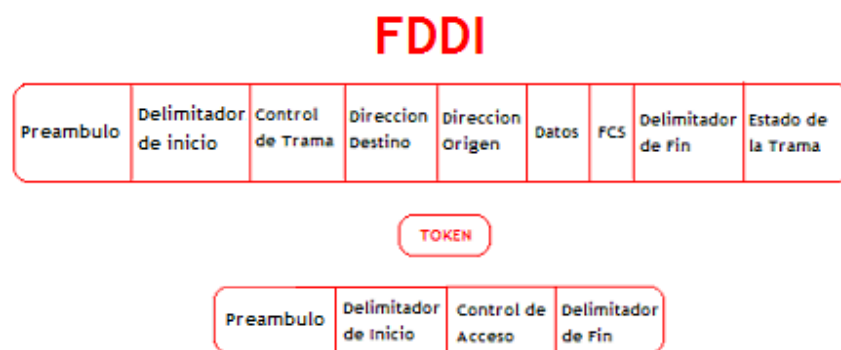 FDDI
Preambulo
Delimitador
de inicio
Control
de Trama
Direccion
Destino
Direccion
Origen
Datos
FCS
Delimitador
de Fin
Estado de
la Trama
TOKEN
Preambulo
Delimitador
de Inicio
Control de
Acceso
Delimitador
de Fin